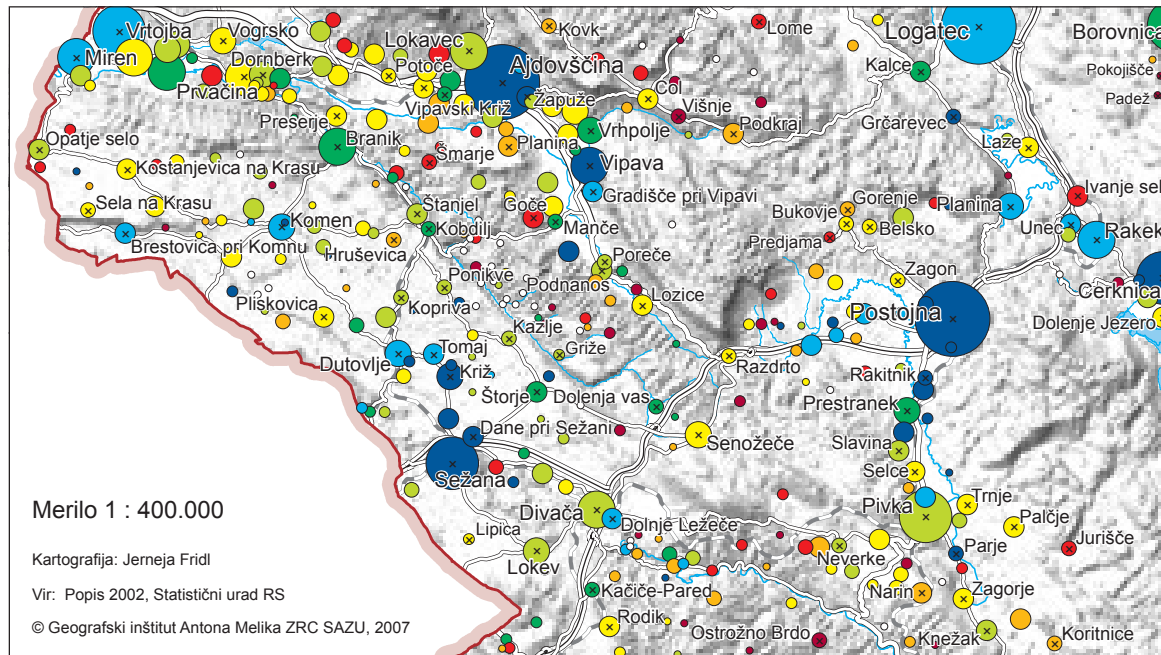 Vrtojba
Vogrsko
Miren
Dornberk
Prvačina
Lokavec
Potoče
Kovk
Lome
Logatec
Borovnica
Kalce
Pokojišče
Padež
Ajdovščina
Žapuže
Col
Vipavski Križ
Višnje
Grčarevec
Prešerje
Branik
Planina
Vrhpolje
Podkraj
Laze
Opatje selo
Šmarje
Kostanjevica na Krasu
Vipava
Gradišče pri Vipavi
Ivanje sel
Sela na Krasu
Štanjel
Goče
Gorenje
Bukovje
Planina
Komen
Kobdilj
Manče
Belsko
Unec
Rakek
Brestovica pri Komnu
Hruševica
Predjama
Poreče
Ponikve
Podnanos
Zagon
Cerknica
Pliskovica
Kopriva
Lozice
Postojna
Dolenje Jezero
Kazlje
Tomaj
Griže
Dutovlje
Razdrto
Križ
Rakitnik
Štorje
Dolenja vas
Prestranek
Dane pri Sežani
Senožeče
Slavina
Sežana
Selce
Merilo 1 : 400.000
Divača
Pivka
Trnje
Dolnje Ležeče
Palčje
Lipica
Kartografija: Jerneja Fridl
Lokev
Neverke
Parje
Jurišče
Vir: Popis 2002, Statistični urad RS
Kačiče-Pared
Narin
Zagorje
© Geografski inštitut Antona Melika ZRC SAZU, 2007
Rodik
Ostrožno Brdo
Knežak
Koritnice